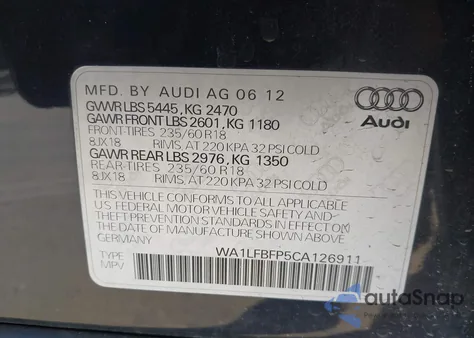 MFD. BY AUDI AG 06 12
GVWR LBS 5445, KG 2470
GAWR FRONT LBS 2601, KG 1180
FRONT-TIRES 235/60 R18
8JX18 RIMS, AT 220 KPA 32 PSI COLD
GAWR REAR LBS 2976, KG 1350
REAR-TIRES 235/60 R18
8JX18 RIMS, AT 220 KPA 32 PSI COLD
THIS VEHICLE CONFORMS TO ALL APPLICABLE
U.S FEDERAL MOTOR VEHICLE SAFETY AND
THEFT PREVENTION STANDARDS IN EFFECT ON
THE DATE OF MANUFACTURE SHOWN ABOVE
GERMANY
TYPE WA1LFBFP5CA126911
MPV
Audi
autoSnap